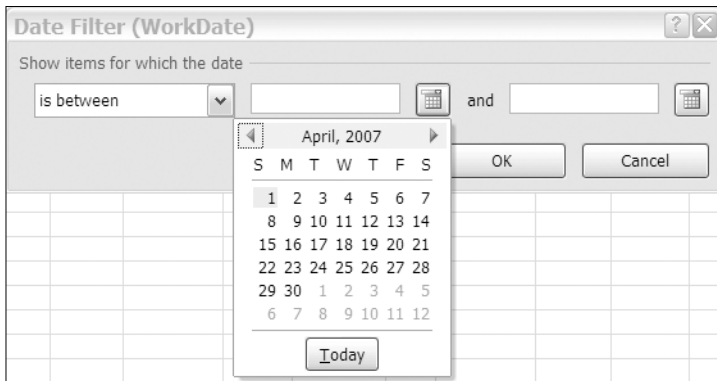 Date Filter (WorkDate)
?
Show items for which the date
is between and
April, 2007
OK Cancel
S M T W T F S
1 2 3 4 5 6 7
8 9 10 11 12 13 14
15 16 17 18 19 20 21
22 23 24 25 26 27 28
29 30 1 2 3 4 5
6 7 8 9 10 11 12
Today